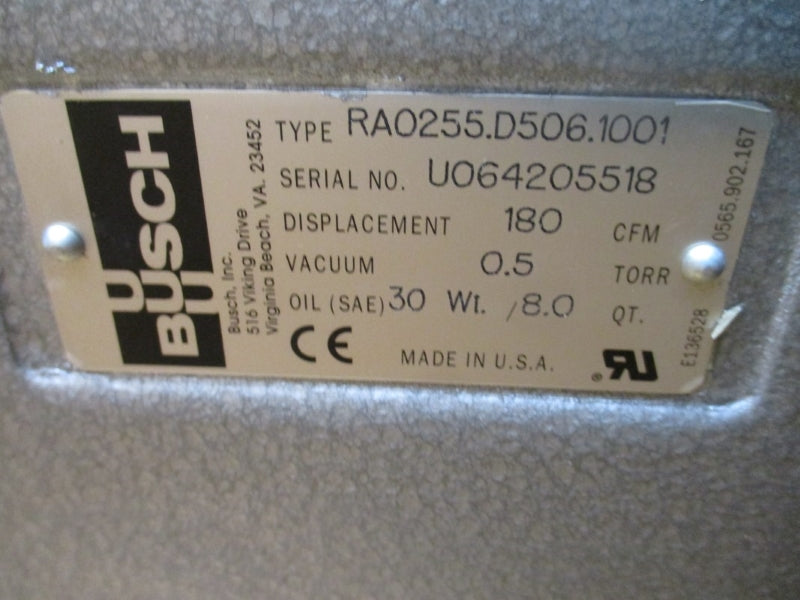 BUSCH
Busch, Inc.
516 Viking Drive
Virginia Beach, VA. 23452
TYPE RA0255.D506.1001
SERIAL NO. U064205518
DISPLACEMENT 180 CFM
VACUUM 0.5 TORR
OIL (SAE) 30 Wt. /8.0 QT.
CE MADE IN U.S.A. ® RU
E136528 0565.902.167